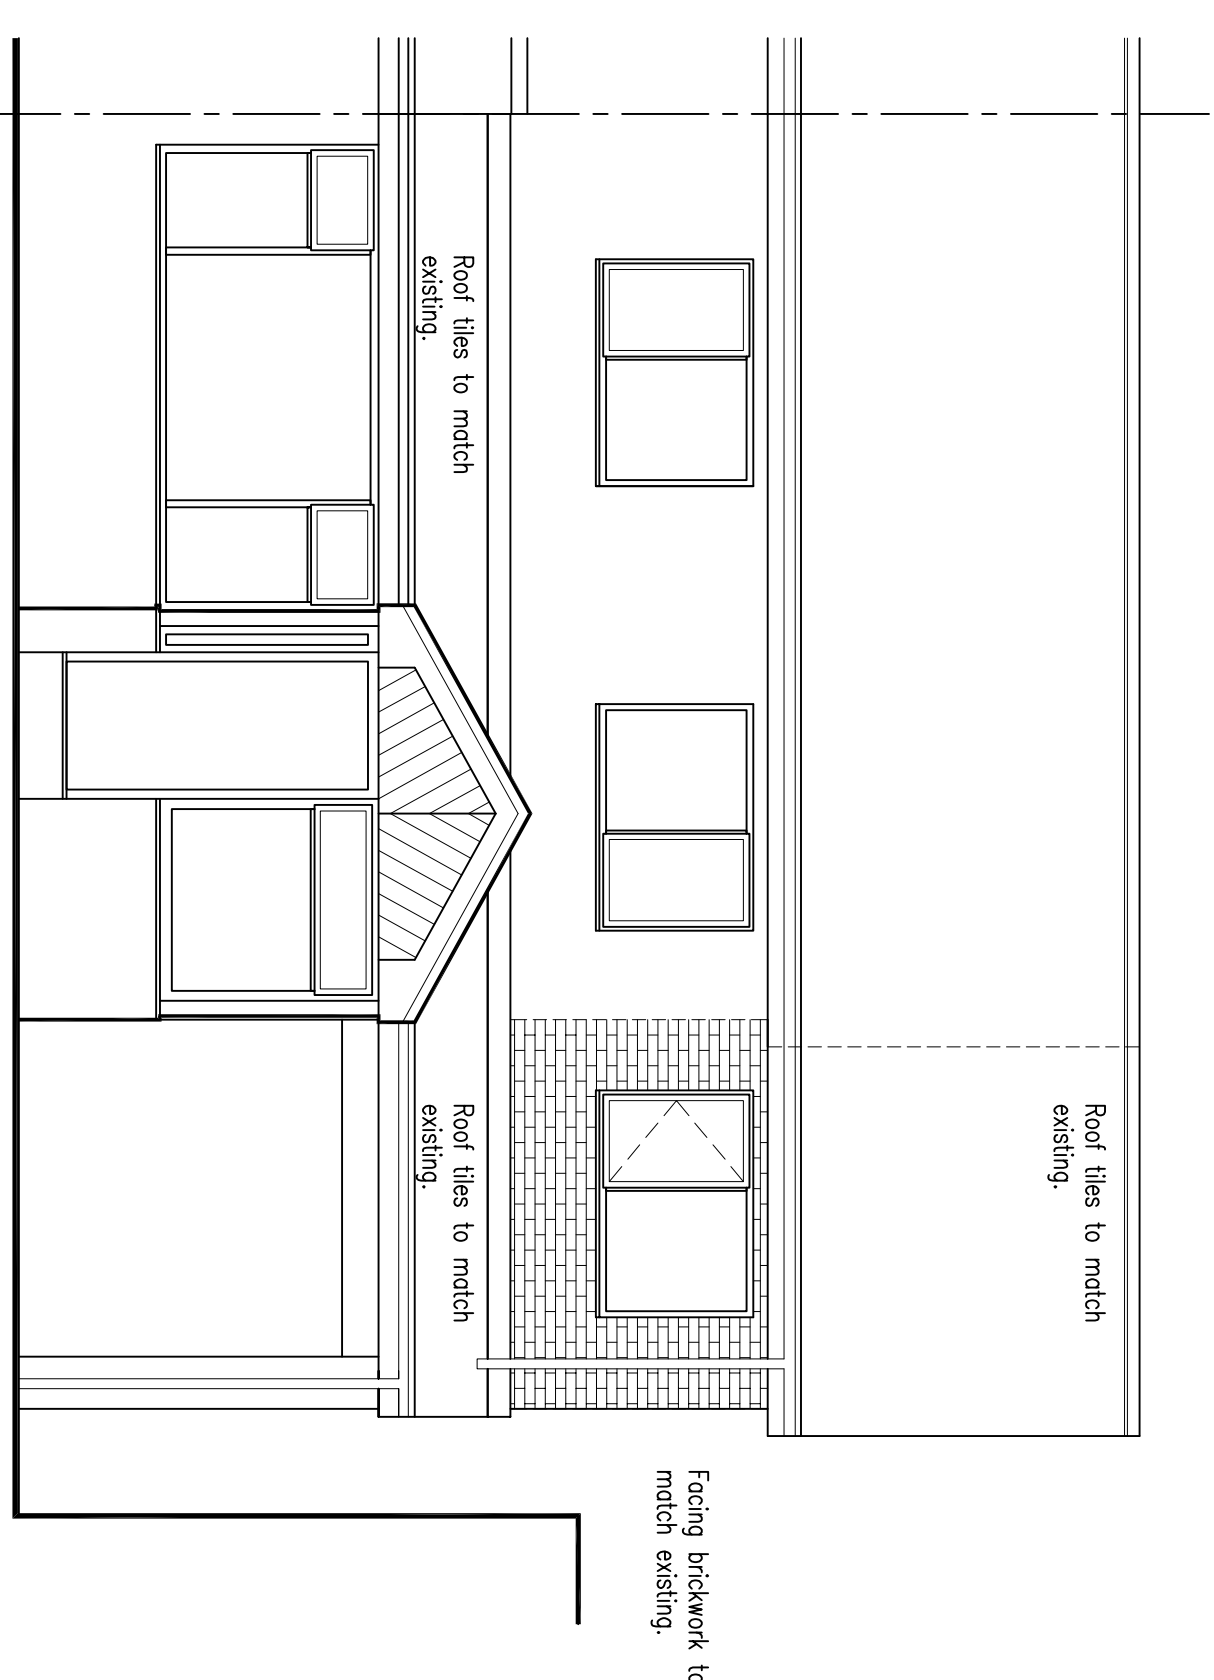 Roof tiles to match
existing.
Roof tiles to match
existing.
Roof tiles to match
existing.
Facing brickwork to
match existing.